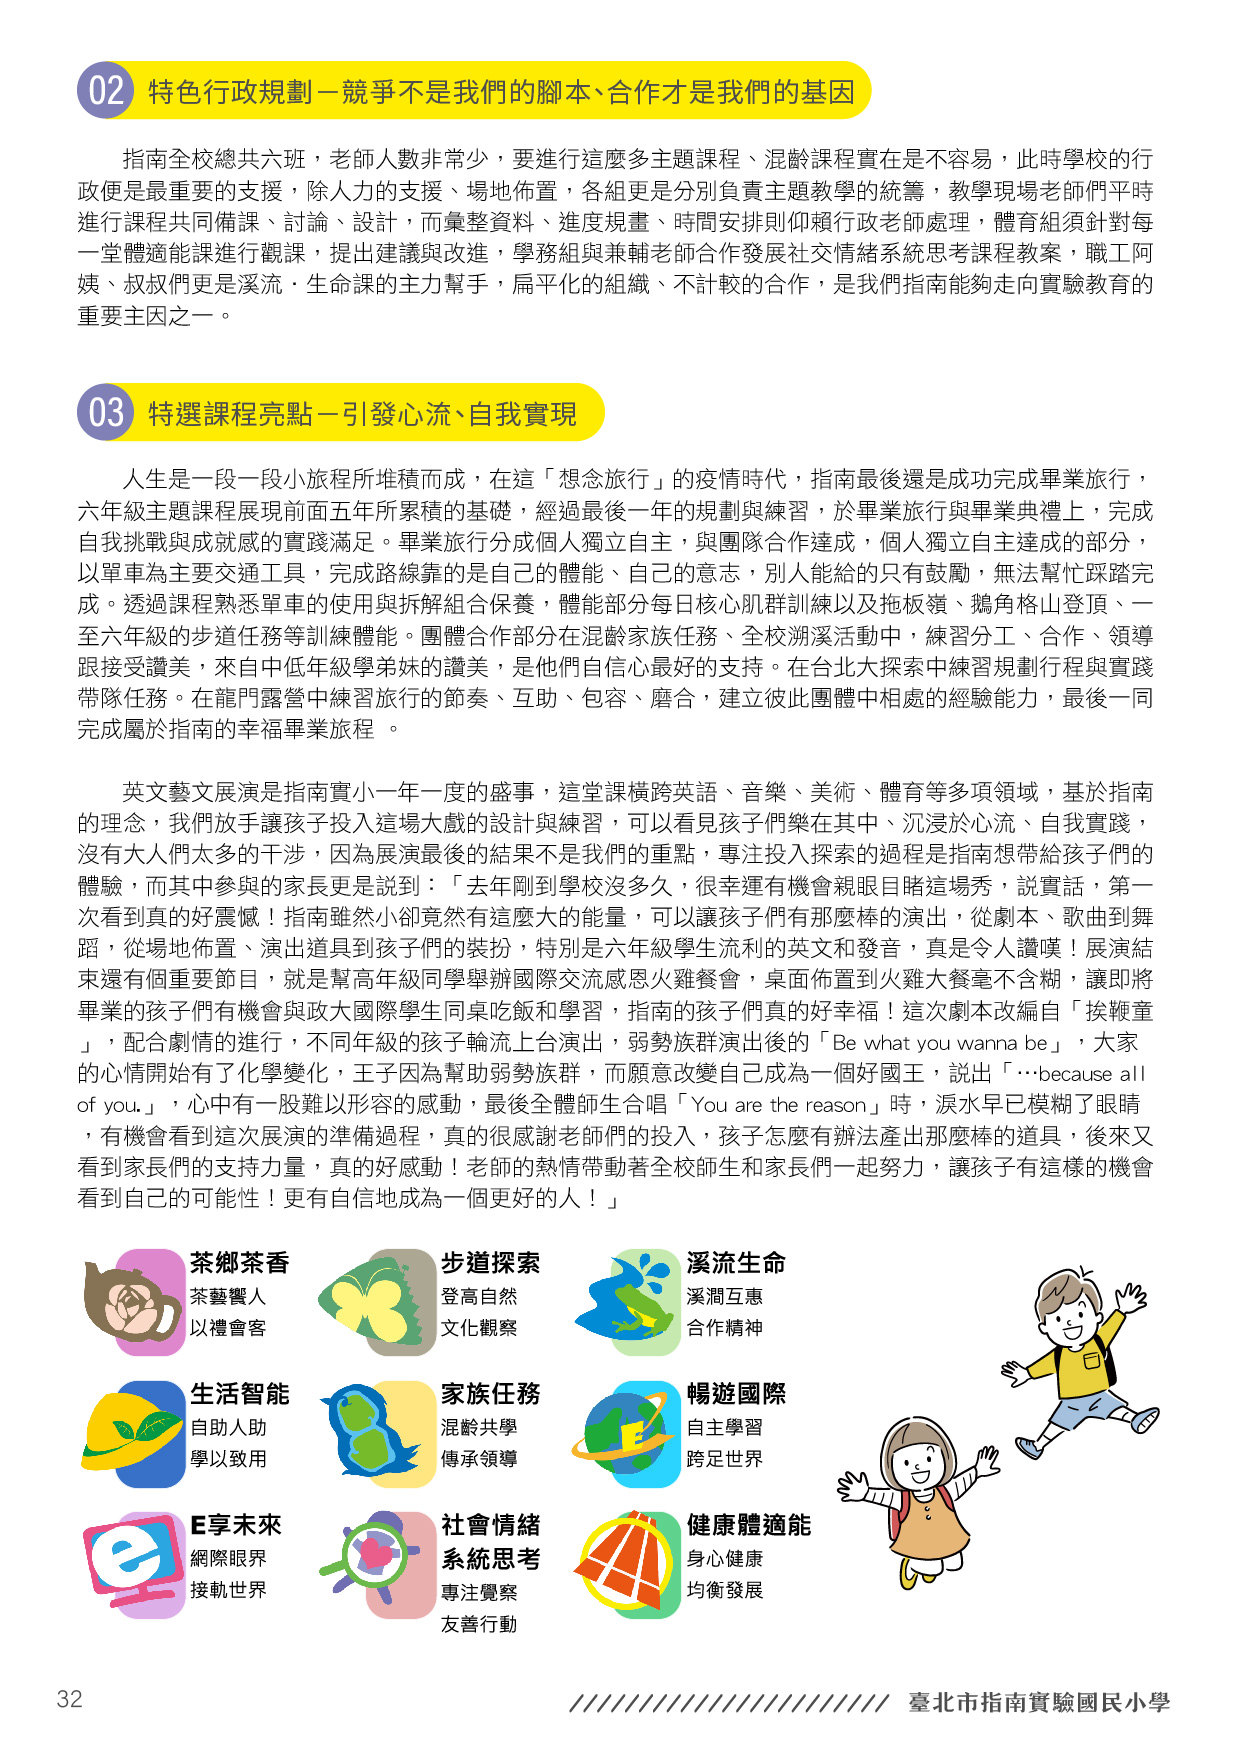 02 特色行政規劃－競爭不是我們的腳本、合作才是我們的基因
指南全校總共六班，老師人數非常少，要進行這麼多主題課程、混齡課程實在是不容易，此時學校的行
政便是最重要的支援，除人力的支援、場地佈置，各組更是分別負責主題教學的統籌，教學現場老師們平時
進行課程共同備課、討論、設計，而彙整資料、進度規畫、時間安排則仰賴行政老師處理，體育組須針對每
一堂體適能課進行觀課，提出建議與改進，學務組與兼輔老師合作發展社交情緒系統思考課程教案，職工阿
姨、叔叔們更是溪流．生命課的主力幫手，扁平化的組織、不計較的合作，是我們指南能夠走向實驗教育的
重要主因之一。
03 特選課程亮點－引發心流、自我實現
人生是一段一段小旅程所堆積而成，在這「想念旅行」的疫情時代，指南最後還是成功完成畢業旅行，
六年級主題課程展現前面五年所累積的基礎，經過最後一年的規劃與練習，於畢業旅行與畢業典禮上，完成
自我挑戰與成就感的實踐滿足。畢業旅行分成個人獨立自主，與團隊合作達成，個人獨立自主達成的部分，
以單車為主要交通工具，完成路線靠的是自己的體能、自己的意志，別人能給的只有鼓勵，無法幫忙踩踏完
成。透過課程熟悉單車的使用與拆解組合保養，體能部分每日核心肌群訓練以及拖板嶺、鵝角格山登頂、一
至六年級的步道任務等訓練體能。團體合作部分在混齡家族任務、全校溯溪活動中，練習分工、合作、領導
跟接受讚美，來自中低年級學弟妹的讚美，是他們自信心最好的支持。在台北大探索中練習規劃行程與實踐
帶隊任務。在龍門露營中練習旅行的節奏、互助、包容、磨合，建立彼此團體中相處的經驗能力，最後一同
完成屬於指南的幸福畢業旅程 。
英文藝文展演是指南實小一年一度的盛事，這堂課橫跨英語、音樂、美術、體育等多項領域，基於指南
的理念，我們放手讓孩子投入這場大戲的設計與練習，可以看見孩子們樂在其中、沉浸於心流、自我實踐，
沒有大人們太多的干涉，因為展演最後的結果不是我們的重點，專注投入探索的過程是指南想帶給孩子們的
體驗，而其中參與的家長更是説到：「去年剛到學校沒多久，很幸運有機會親眼目睹這場秀，説實話，第一
次看到真的好震憾！指南雖然小卻竟然有這麼大的能量，可以讓孩子們有那麼棒的演出，從劇本、歌曲到舞
蹈，從場地佈置、演出道具到孩子們的裝扮，特別是六年級學生流利的英文和發音，真是令人讚嘆！展演結
束還有個重要節目，就是幫高年級同學舉辦國際交流感恩火雞餐會，桌面佈置到火雞大餐毫不含糊，讓即將
畢業的孩子們有機會與政大國際學生同桌吃飯和學習，指南的孩子們真的好幸福！這次劇本改編自「挨鞭童
」，配合劇情的進行，不同年級的孩子輪流上台演出，弱勢族群演出後的「Be what you wanna be」，大家
的心情開始有了化學變化，王子因為幫助弱勢族群，而願意改變自己成為一個好國王，説出「…because all
of you.」，心中有一股難以形容的感動，最後全體師生合唱「You are the reason」時，淚水早已模糊了眼睛
，有機會看到這次展演的準備過程，真的很感謝老師們的投入，孩子怎麼有辦法產出那麼棒的道具，後來又
看到家長們的支持力量，真的好感動！老師的熱情帶動著全校師生和家長們一起努力，讓孩子有這樣的機會
看到自己的可能性！更有自信地成為一個更好的人！」
茶鄉茶香
茶藝饗人
以禮會客
步道探索
登高自然
文化觀察
溪流生命
溪澗互惠
合作精神
生活智能
自助人助
學以致用
家族任務
混齡共學
傳承領導
暢遊國際
自主學習
跨足世界
E享未來
網際眼界
接軌世界
社會情緒
系統思考
專注覺察
友善行動
健康體適能
身心健康
均衡發展
32
臺北市指南實驗國民小學